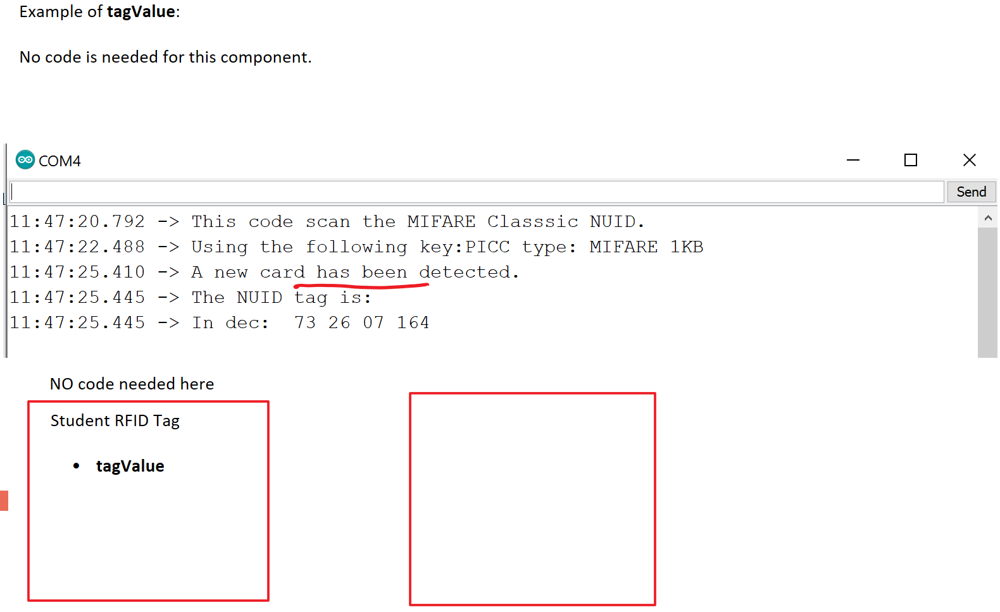 Example of tagValue:
No code is needed for this component.
COM4
Send
11:47:20.792 -> This code scan the MIFARE Classsic NUID.
11:47:22.488 -> Using the following key:PICC type: MIFARE 1KB
11:47:25.410 -> A new card has been detected.
11:47:25.445 -> The NUID tag is:
11:47:25.445 -> In dec:  73 26 07 164
NO code needed here
Student RFID Tag
• tagValue